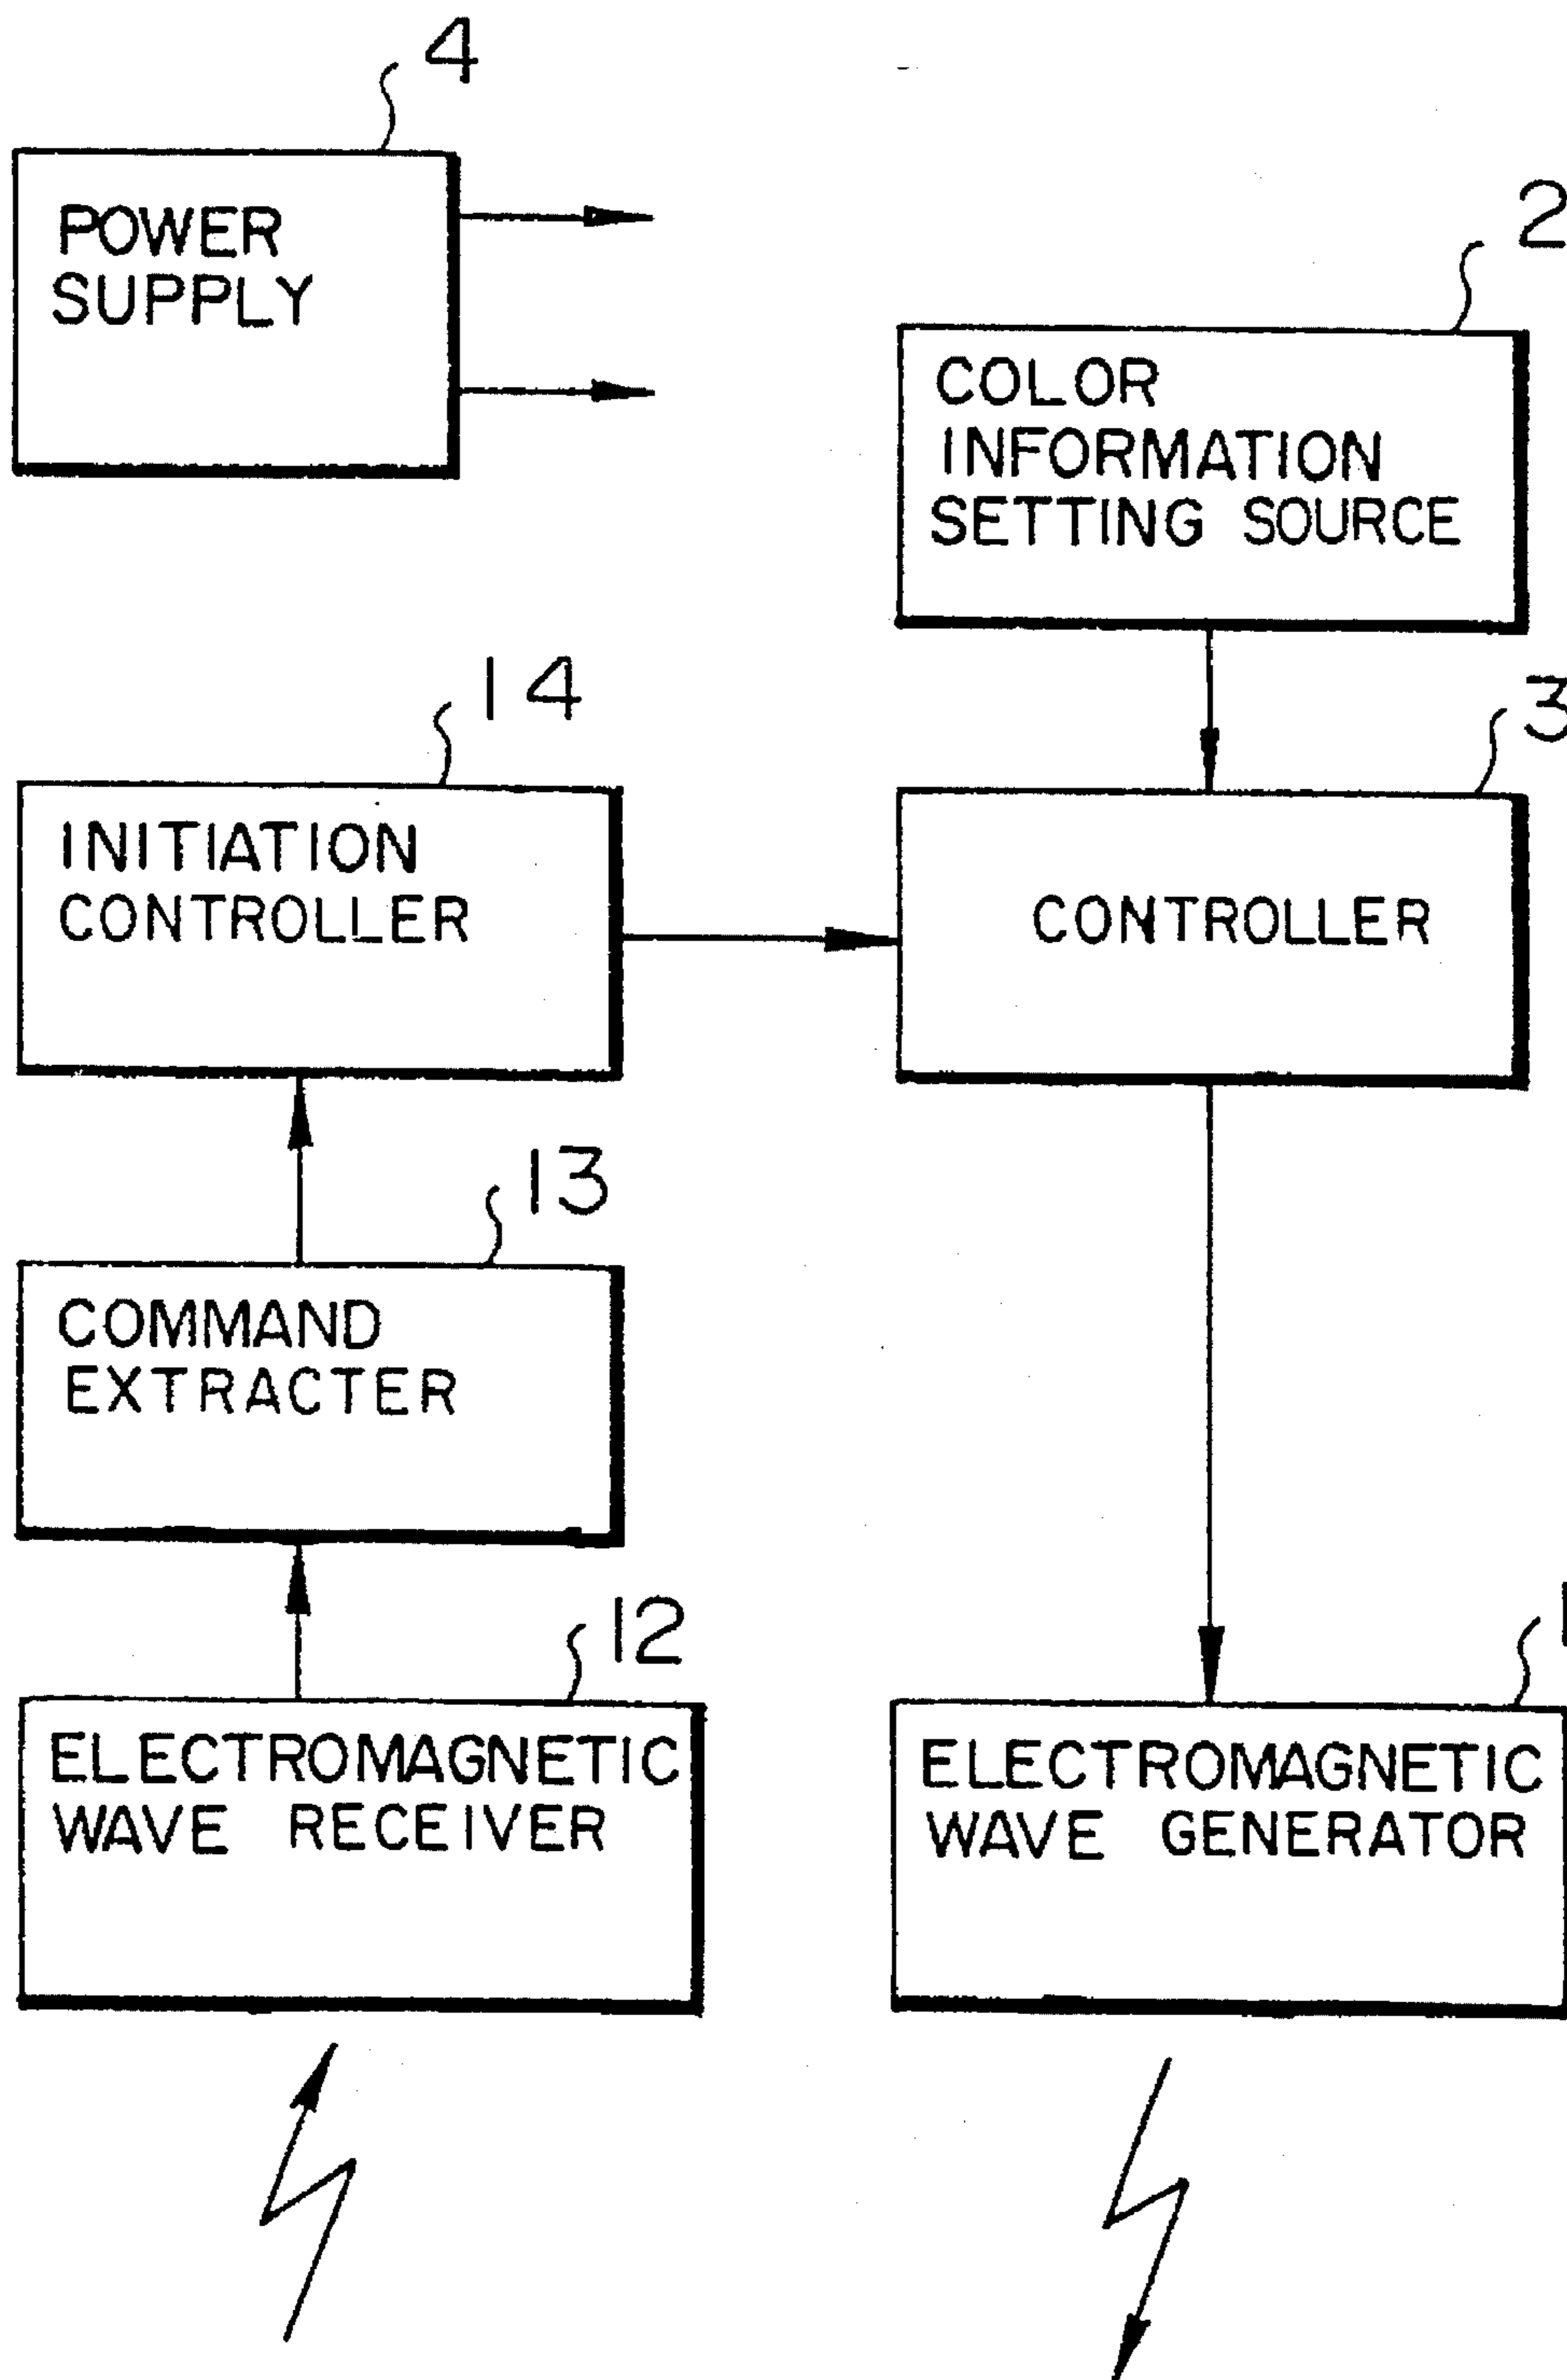 4
POWER
SUPPLY
2
COLOR
INFORMATION
SETTING SOURCE
14
INITIATION
CONTROLLER
3
CONTROLLER
13
COMMAND
EXTRACTER
12
ELECTROMAGNETIC
WAVE RECEIVER
1
ELECTROMAGNETIC
WAVE GENERATOR